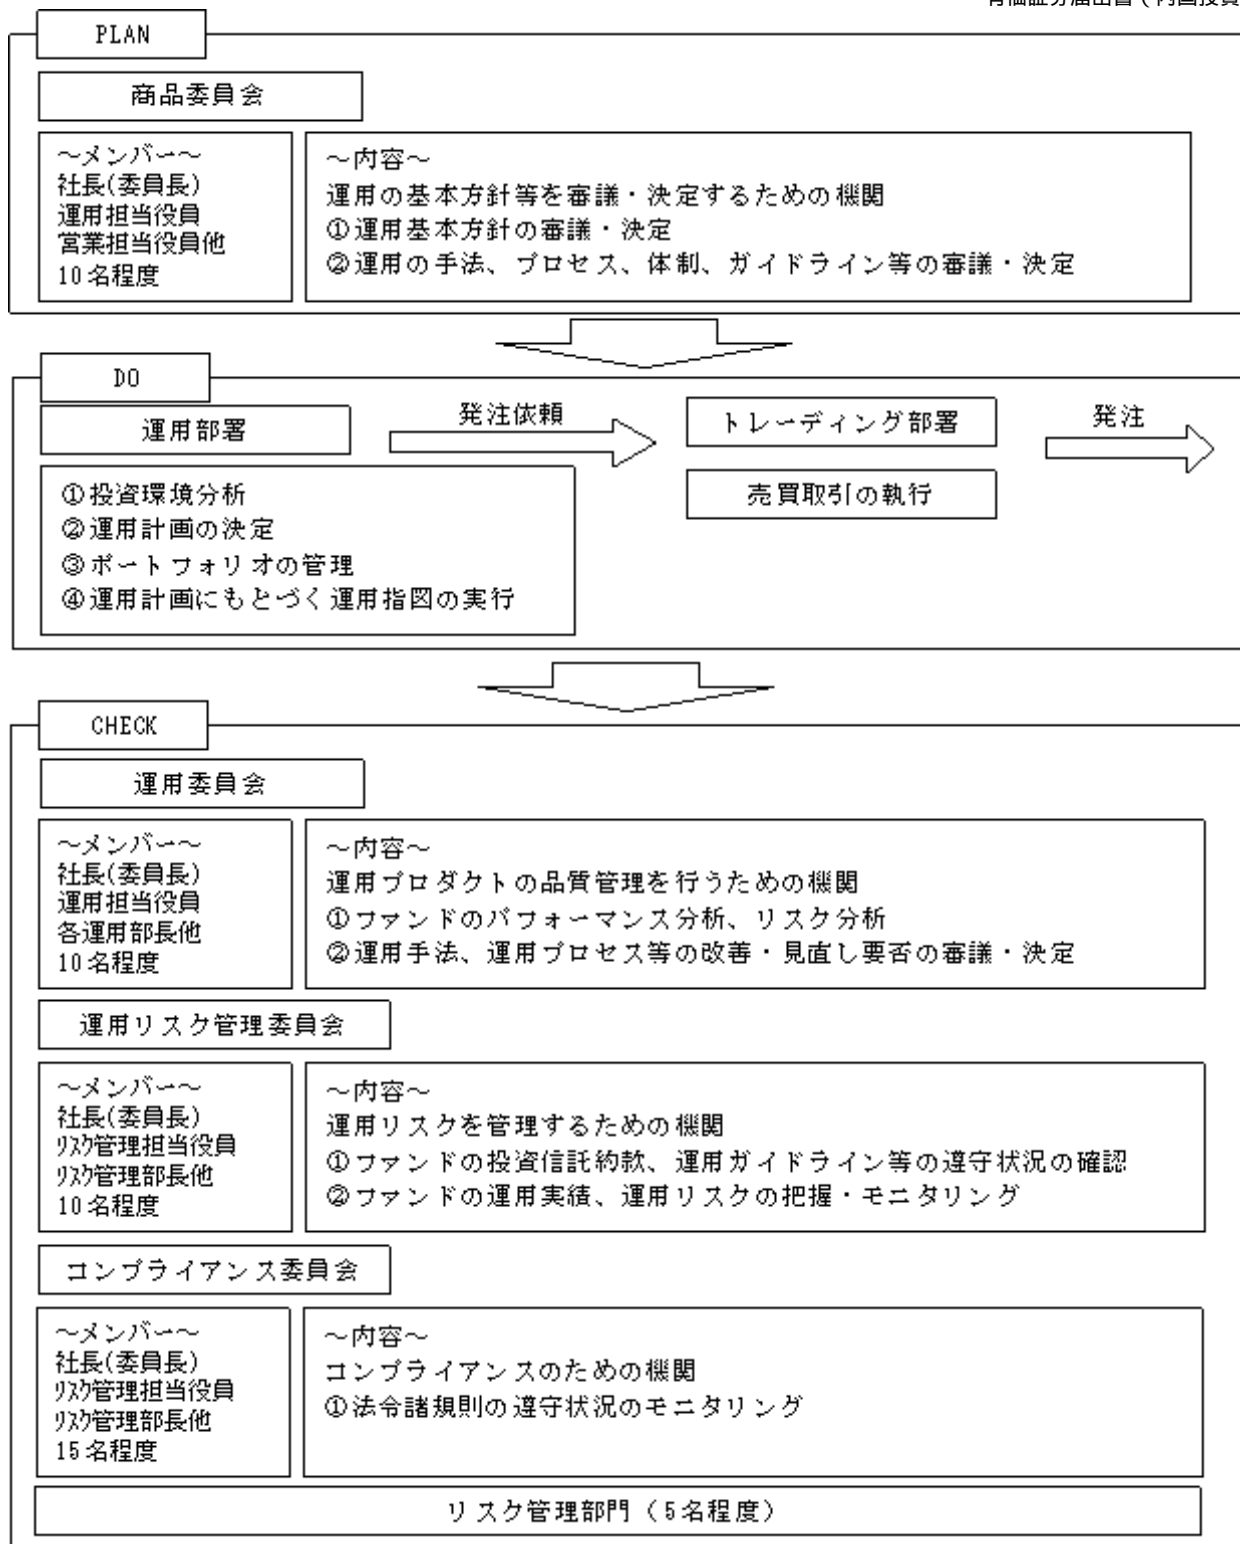 有価証券届出書(内国投資
PLAN
商品委員会
～メンバー～
社長(委員長)
運用担当役員
営業担当役員他
10名程度
～内容～
運用の基本方針等を審議・決定するための機関
①運用基本方針の審議・決定
②運用の手法、プロセス、体制、ガイドライン等の審議・決定
DO
運用部署
発注依頼
トレーディング部署
発注
売買取引の執行
①投資環境分析
②運用計画の決定
③ポートフォリオの管理
④運用計画にもとづく運用指図の実行
CHECK
運用委員会
～メンバー～
社長(委員長)
運用担当役員
各運用部長他
10名程度
～内容～
運用プロダクトの品質管理を行うための機関
①ファンドのパフォーマンス分析、リスク分析
②運用手法、運用プロセス等の改善・見直し要否の審議・決定
運用リスク管理委員会
～メンバー～
社長(委員長)
ﾘｽｸ管理担当役員
ﾘｽｸ管理部長他
10名程度
～内容～
運用リスクを管理するための機関
①ファンドの投資信託約款、運用ガイドライン等の遵守状況の確認
②ファンドの運用実績、運用リスクの把握・モニタリング
コンプライアンス委員会
～メンバー～
社長(委員長)
ﾘｽｸ管理担当役員
ﾘｽｸ管理部長他
15名程度
～内容～
コンプライアンスのための機関
①法令諸規則の遵守状況のモニタリング
リスク管理部門（5名程度）